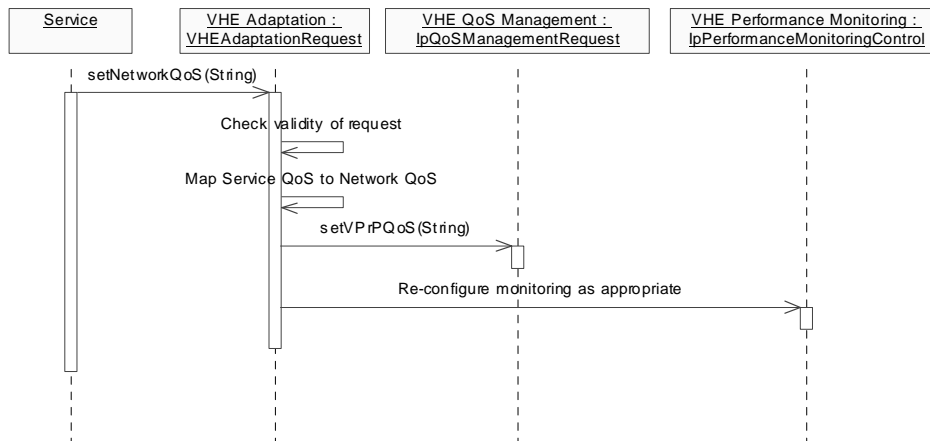 Service
VHE Adaptation :
VHEAdaptationRequest
VHE QoS Management :
IpQoSManagementRequest
VHE Performance Monitoring :
IpPerformanceMonitoringControl
setNetworkQoS(String)
Check validity of request
Map Service QoS to Network QoS
setVPrPQoS(String)
Re-configure monitoring as appropriate